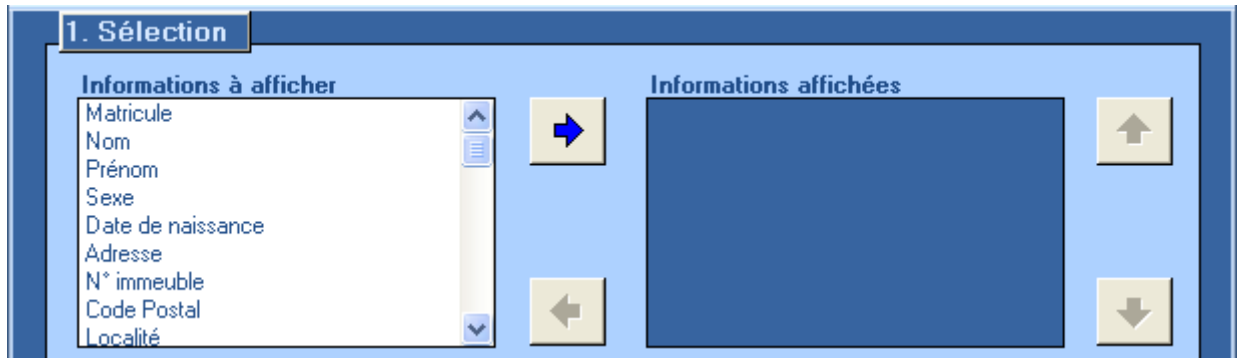 1. Sélection
Informations à afficher
Informations affichées
Matricule
Nom
Prénom
Sexe
Date de naissance
Adresse
N° immeuble
Code Postal
Localité